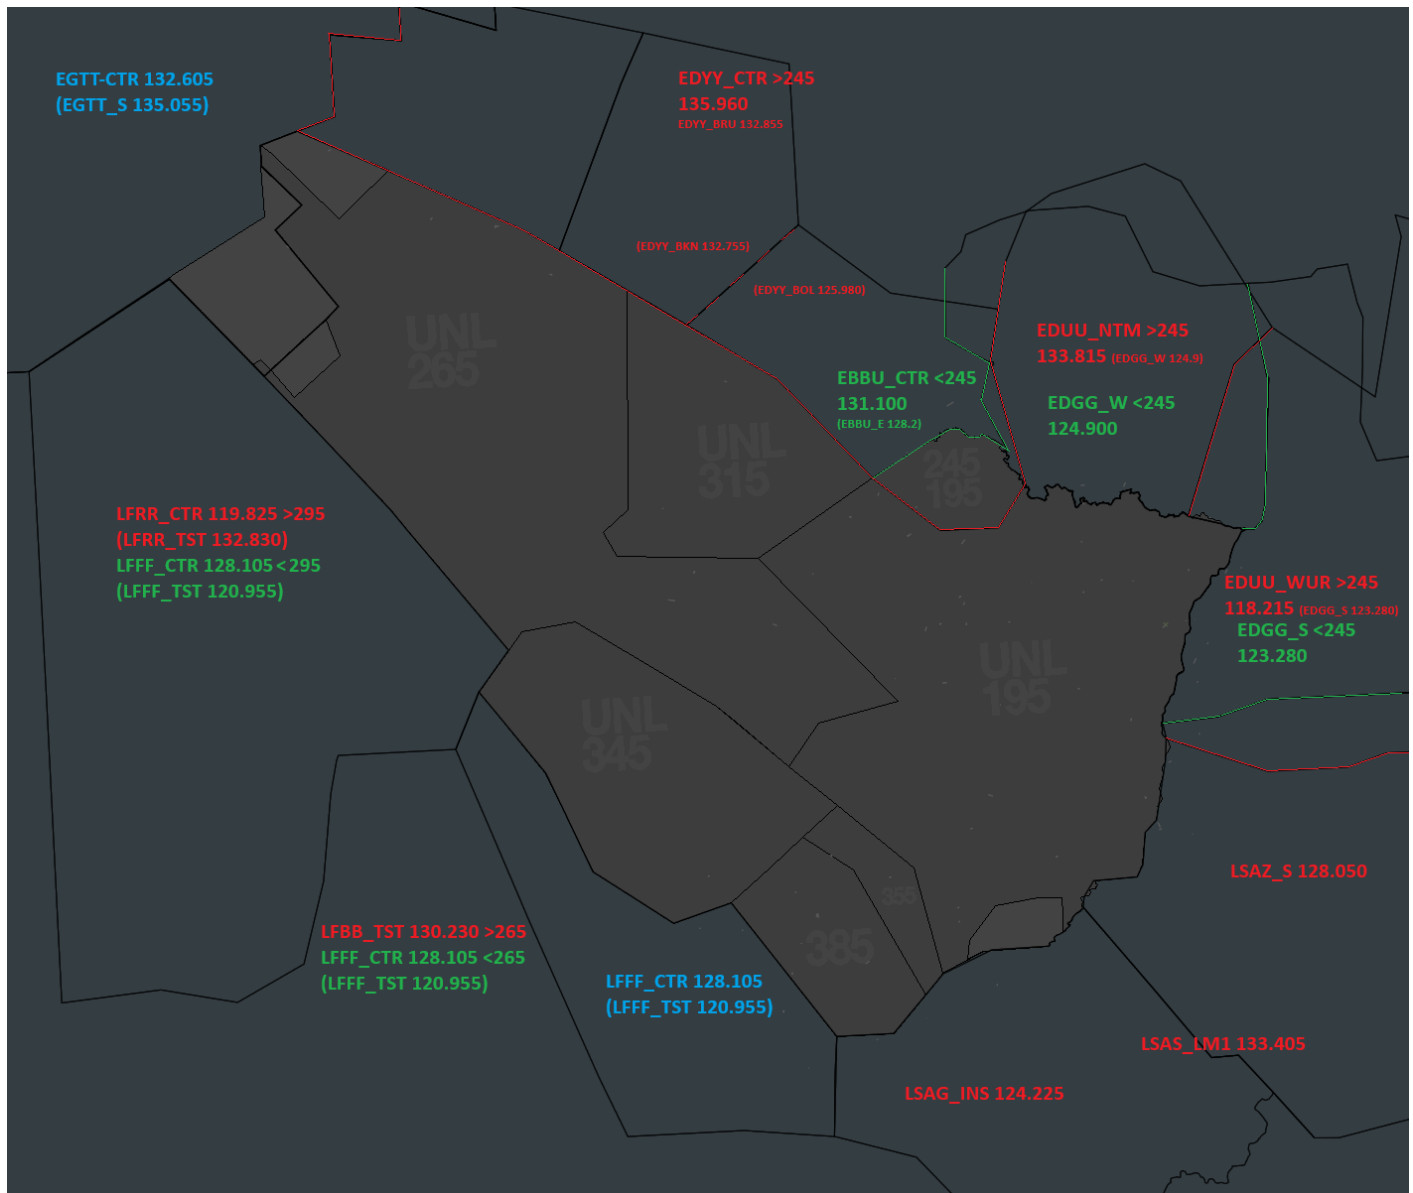 EGTT-CTR 132.605
(EGTT_S 135.055)
EDYY_CTR >245
135.960
EDYY_BRU 132.855
(EDYY_BKN 132.755)
(EDYY_BOL 125.980)
UNL
265
EDUU_NTM >245
133.815 (EDGG_W 124.9)
EBBU_CTR <245
131.100
(EBBU_E 128.2)
EDGG_W <245
124.900
UNL
315
245
195
LFRR_CTR 119.825 >295
(LFRR_TST 132.830)
LFFF_CTR 128.105<295
(LFFF_TST 120.955)
EDUU_WUR >245
118.215 (EDGG_S 123.280)
EDGG_S <245
123.280
UNL
195
UNL
345
LSAZ_S 128.050
355
385
LFBB_TST 130.230 >265
LFFF_CTR 128.105 <265
(LFFF_TST 120.955)
LFFF_CTR 128.105
(LFFF_TST 120.955)
LSAS_LM1 133.405
LSAG_INS 124.225